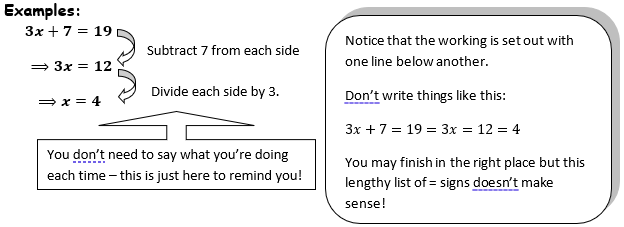 Examples:
3x + 7 = 19
Subtract 7 from each side
⟹ 3x = 12
Divide each side by 3.
⟹ x = 4
You don't need to say what you're doing
each time – this is just here to remind you!
Notice that the working is set out with
one line below another.
Don't write things like this:
3x + 7 = 19 = 3x = 12 = 4
You may finish in the right place but this
lengthy list of = signs doesn't make
sense!